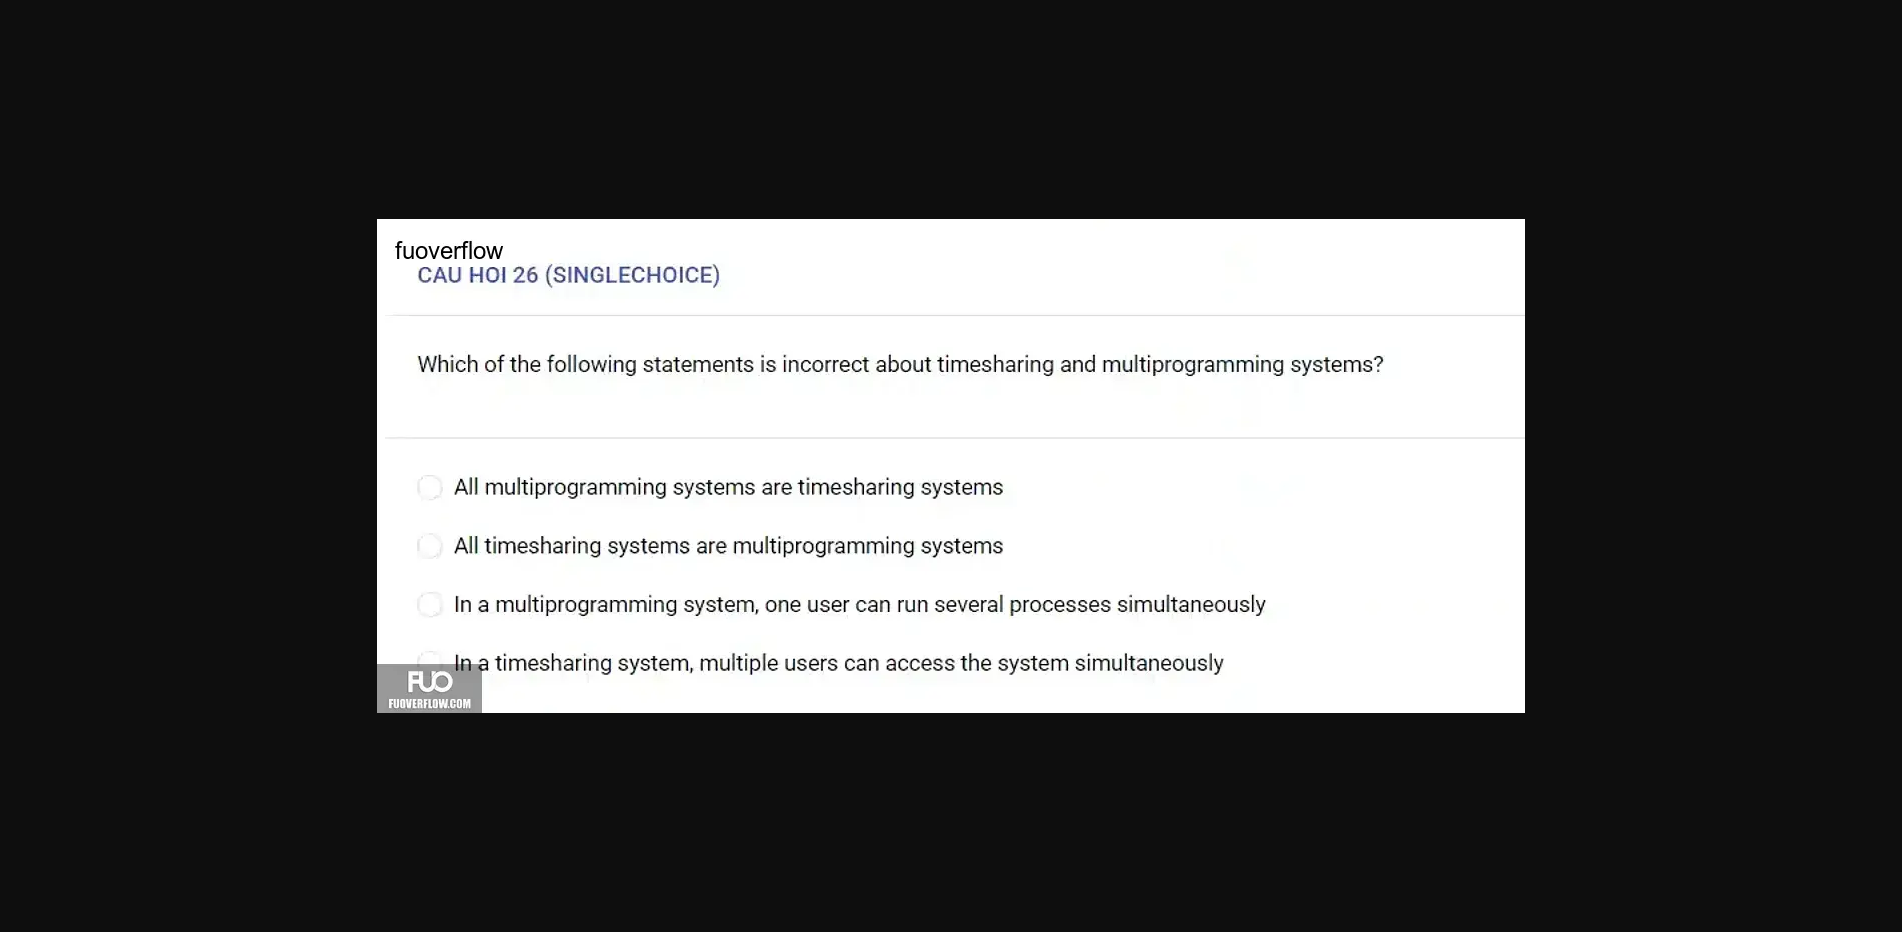 fuoverflow
CAU HOI 26 (SINGLECHOICE)
Which of the following statements is incorrect about timesharing and multiprogramming systems?
All multiprogramming systems are timesharing systems
All timesharing systems are multiprogramming systems
In a multiprogramming system, one user can run several processes simultaneously
In a timesharing system, multiple users can access the system simultaneously
FUO
FUOVERFLOW.COM